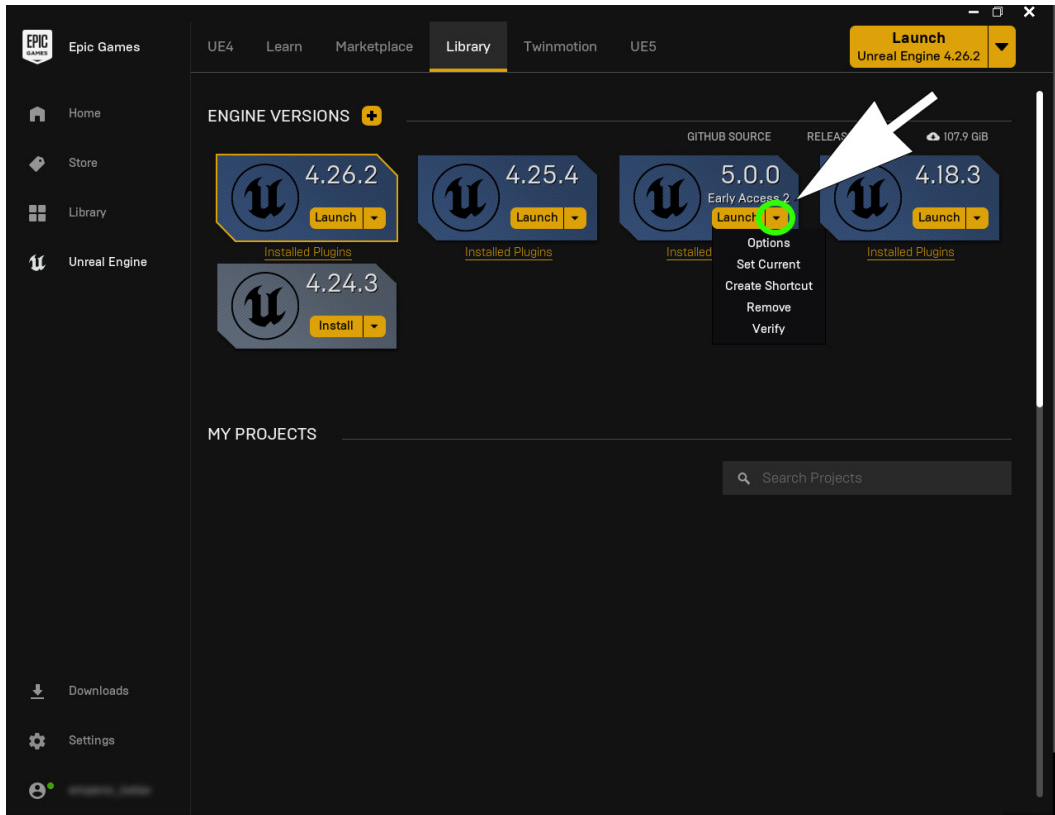 EPIC
GAMES
Epic Games
UE4
Learn
Marketplace
Library
Twinmotion
UE5
Launch
Unreal Engine 4.26.2
Home
Store
Library
Unreal Engine
ENGINE VERSIONS
GITHUB SOURCE
107.9 GiB
4.26.2
Launch
Installed Plugins
4.25.4
Launch
Installed Plugins
5.0.0
Early Access 2
Launch
Installed
Options
Set Current
Create Shortcut
Remove
Verify
4.18.3
Launch
Installed Plugins
4.24.3
Install
MY PROJECTS
Search Projects
Downloads
Settings